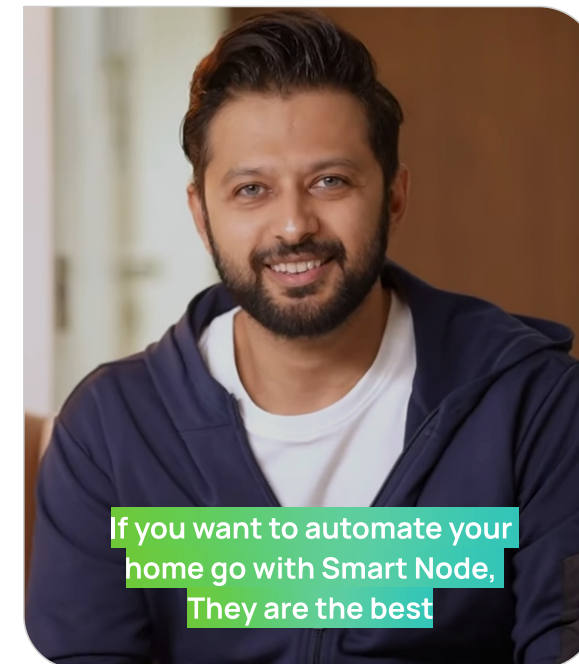 If you want to automate your
home go with Smart Node,
They are the best